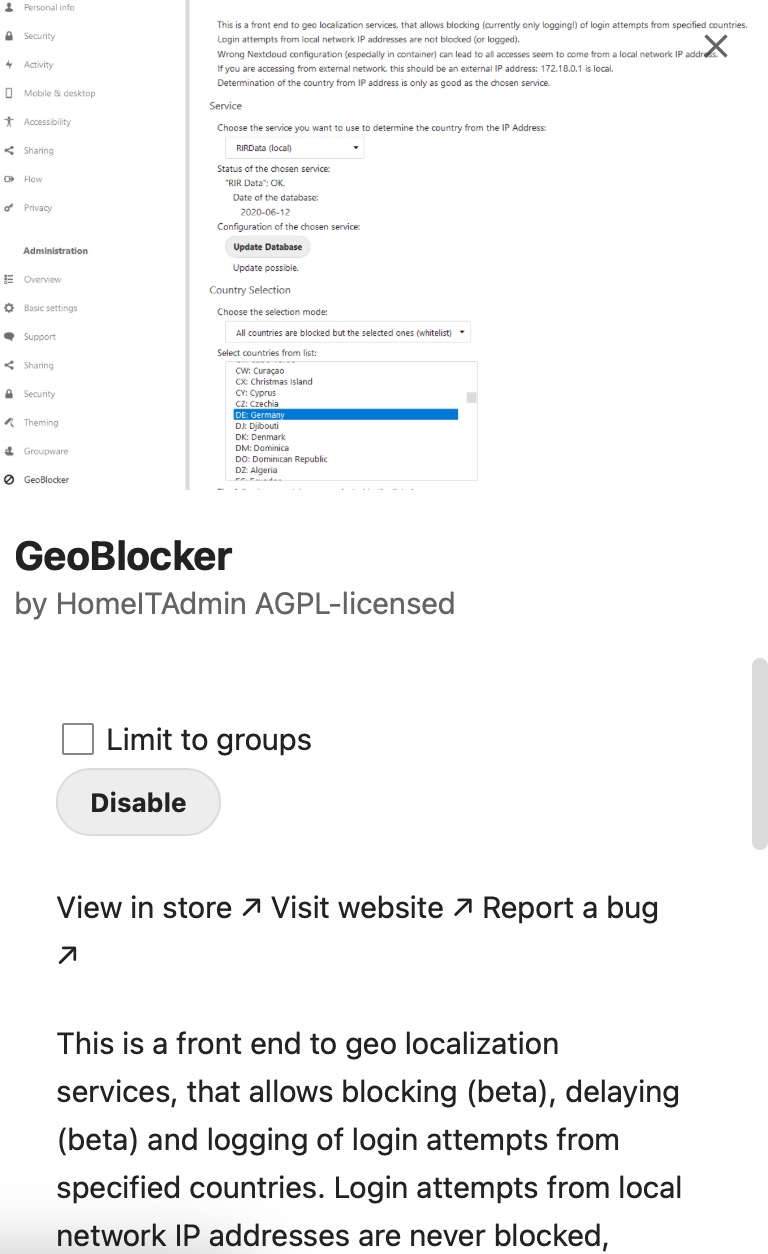 Personal info
Security
Activity
Mobile & desktop
Accessibility
Sharing
Flow
Privacy
Administration
Overview
Basic settings
Support
Sharing
Security
Theming
Groupware
GeoBlocker
This is a front end to geo localization services, that allows blocking (currently only logging!) of login attempts from specified countries.
Login attempts from local network IP addresses are not blocked (or logged).
Wrong Nextcloud configuration (especially in container) can lead to all accesses seem to come from a local network IP address.
If you are accessing from external network, this should be an external IP address: 172.18.0.1 is local.
Determination of the country from IP address is only as good as the chosen service.
Service
Choose the service you want to use to determine the country from the IP Address:
RIRData (local)
Status of the chosen service:
"RIR Data": OK.
Date of the database:
2020-06-12
Configuration of the chosen service:
Update Database
Update possible.
Country Selection
Choose the selection mode:
All countries are blocked but the selected ones (whitelist)
Select countries from list:
CW: Curaçao
CX: Christmas Island
CY: Cyprus
CZ: Czechia
DE: Germany
DJ: Djibouti
DK: Denmark
DM: Dominica
DO: Dominican Republic
DZ: Algeria
GeoBlocker
by HomeITAdmin AGPL-licensed
Limit to groups
Disable
View in store ↗ Visit website ↗ Report a bug
↗
This is a front end to geo localization
services, that allows blocking (beta), delaying
(beta) and logging of login attempts from
specified countries. Login attempts from local
network IP addresses are never blocked,